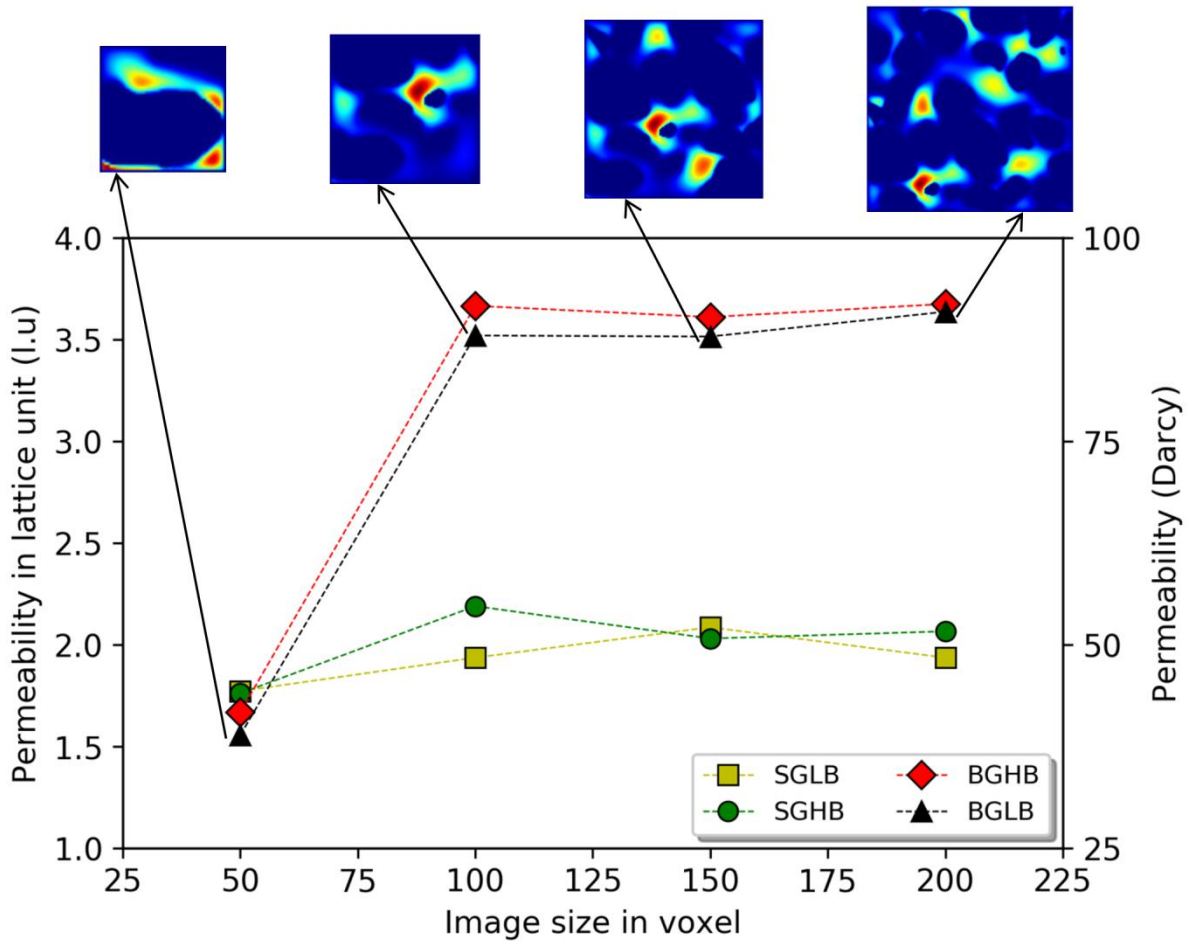 4.0
3.5
3.0
2.5
2.0
1.5
1.0
Permeability in lattice unit (l.u)
100
75
50
25
Permeability (Darcy)
25 50 75 100 125 150 175 200 225
Image size in voxel
SGLB BGHB
SGHB BGLB